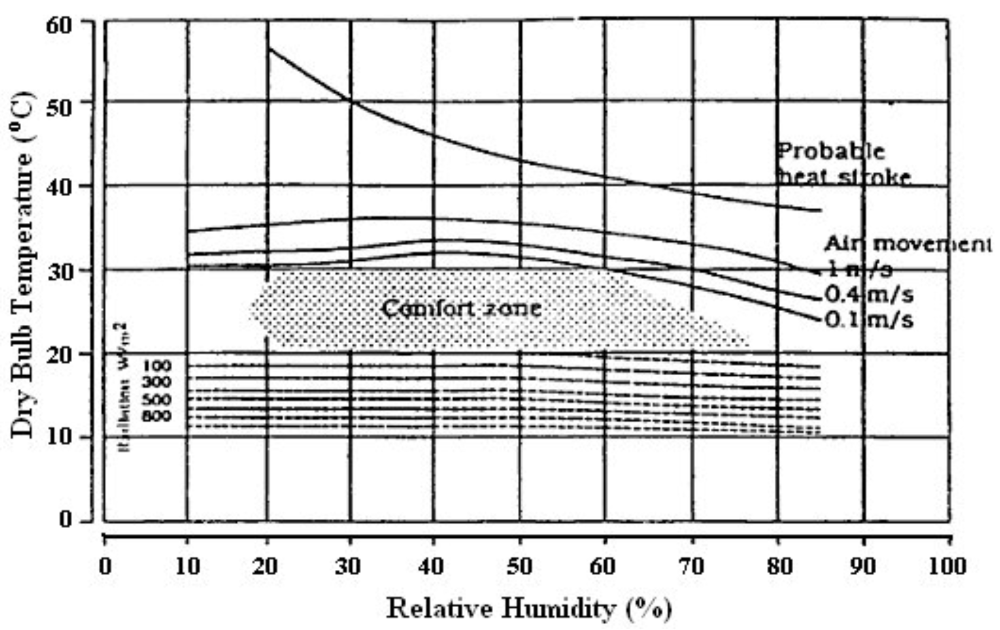 Dry Bulb Temperature (°C)
60
50
40
30
20
10
0
Probable
heat stroke
Air movement
1 m/s
0.4 m/s
0.1 m/s
Comfort zone
Radiation W/m²
100
300
500
800
0 10 20 30 40 50 60 70 80 90 100
Relative Humidity (%)